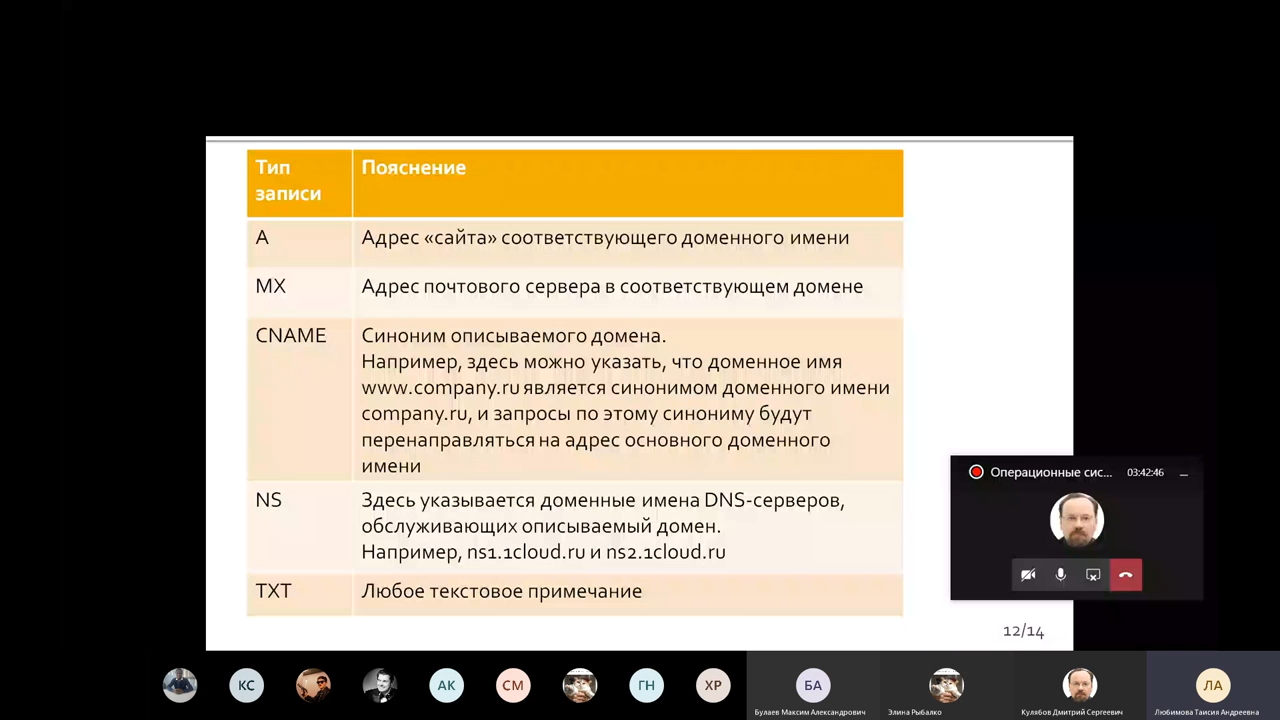 Тип
записи
Пояснение
A
Адрес «сайта» соответствующего доменного имени
MX
Адрес почтового сервера в соответствующем домене
CNAME
Синоним описываемого домена.
Например, здесь можно указать, что доменное имя
www.company.ru является синонимом доменного имени
company.ru, и запросы по этому синониму будут
перенаправляться на адрес основного доменного
имени
NS
Здесь указывается доменные имена DNS-серверов,
обслуживающих описываемый домен.
Например, ns1.1cloud.ru и ns2.1cloud.ru
TXT
Любое текстовое примечание
12/14
Операционные сис...
03:42:46
КС
АК
СМ
ГН
ХР
БА
ЛА
Булаев Максим Александрович
Элина Рыбалко
Кулябов Дмитрий Сергеевич
Любимова Таисия Андреевна